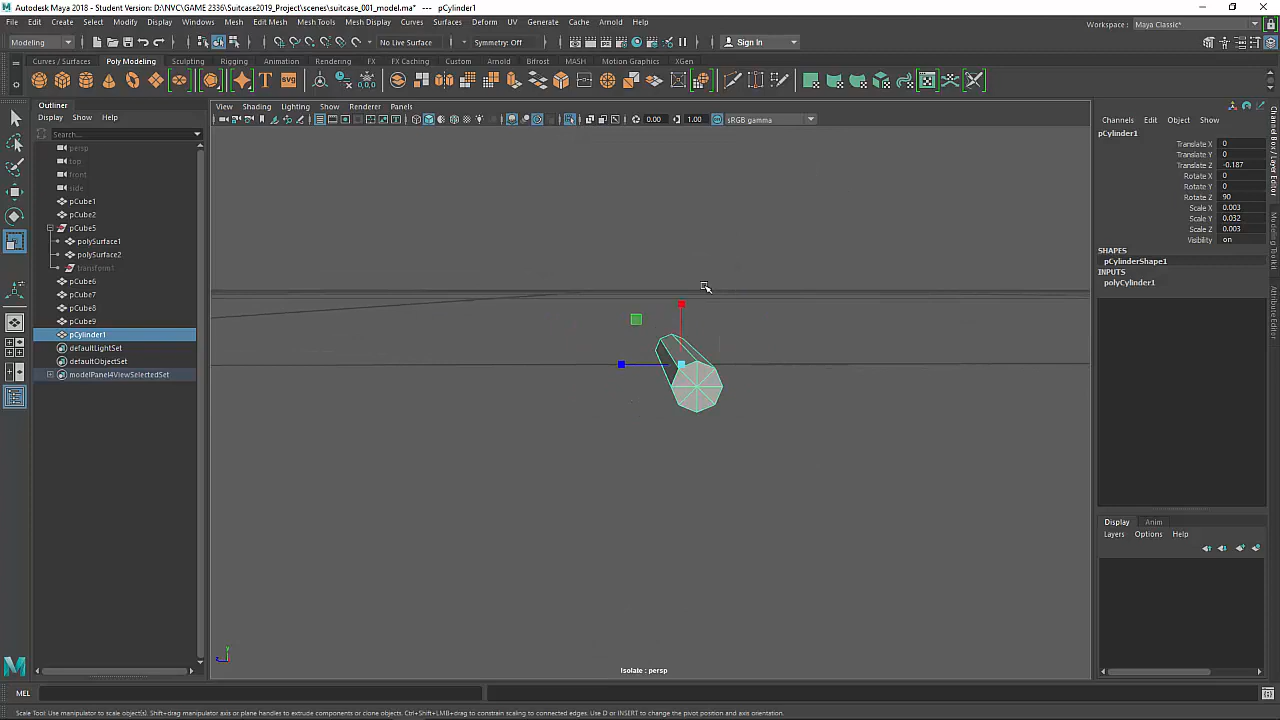 Autodesk Maya 2018 - Student Version: D:\NVC\GAME 2336\Suitcase2019_Project\scenes\suitcase_001_model.ma* --- pCylinder1
File Edit Create Select Modify Display Windows Mesh Edit Mesh Mesh Tools Mesh Display Curves Surfaces Deform UV Generate Cache Arnold Help
Workspace : Maya Classic*
Modeling
No Live Surface
Symmetry: Off
Sign In
Curves / Surfaces Poly Modeling Sculpting Rigging Animation Rendering FX FX Caching Custom Arnold Bifrost MASH Motion Graphics XGen
Outliner
Display Show Help
Search...
persp
top
front
side
pCube1
pCube2
pCube5
polySurface1
polySurface2
transform1
pCube6
pCube7
pCube8
pCube9
pCylinder1
defaultLightSet
defaultObjectSet
modelPanel4ViewSelectedSet
View Shading Lighting Show Renderer Panels
0.00 1.00 sRGB gamma
Isolate : persp
Channels Edit Object Show
pCylinder1
Translate X 0
Translate Y 0
Translate Z -0.187
Rotate X 0
Rotate Y 0
Rotate Z 90
Scale X 0.003
Scale Y 0.032
Scale Z 0.003
Visibility on
SHAPES
pCylinderShape1
INPUTS
polyCylinder1
Display Anim
Layers Options Help
Channel Box / Layer Editor
Modeling Toolkit
Attribute Editor
MEL
Scale Tool: Use manipulator to scale object(s). Shift+drag manipulator axis or plane handles to extrude components or clone objects. Ctrl+Shift+LMB+drag to constrain scaling to connected edges. Use D or INSERT to change the pivot position and axis orientation.